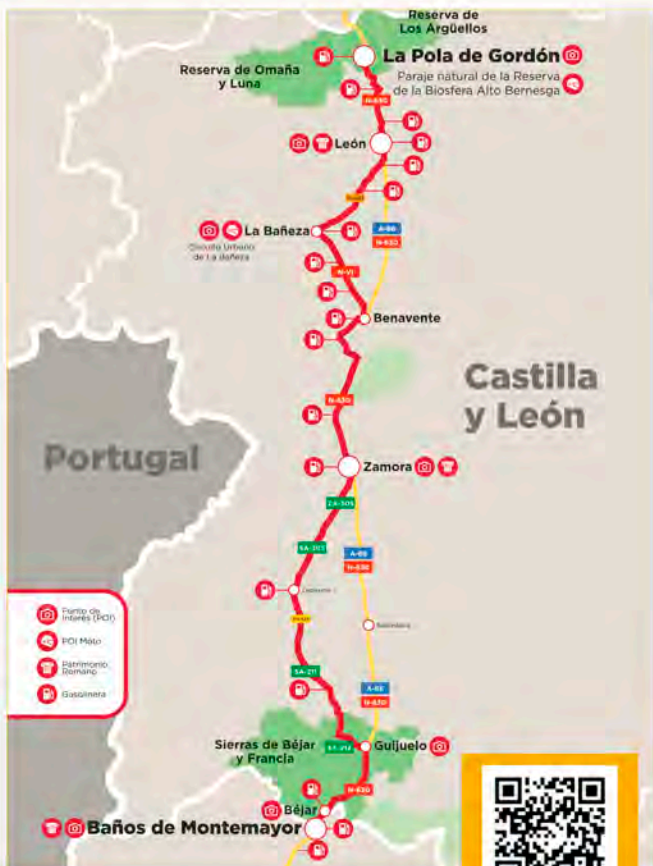 Reserva de
Los Argüellos
La Pola de Gordón
Reserva de Omaña
y Luna
Paraje natural de la Reserva
de la Biosfera Alto Bernesga
N-630
León
La Bañeza
Circuito Urbano
de La Bañeza
A-66
N-630
N-VI
Benavente
Castilla
y León
N-630
Portugal
Zamora
ZA-305
A-66
N-630
Punto de
Interés (POI)
POI Moto
Patrimonio
Romano
Gasolinera
SA-211
A-66
N-630
Sierras de Béjar
y Francia
Guijuelo
N-630
Béjar
Baños de Montemayor